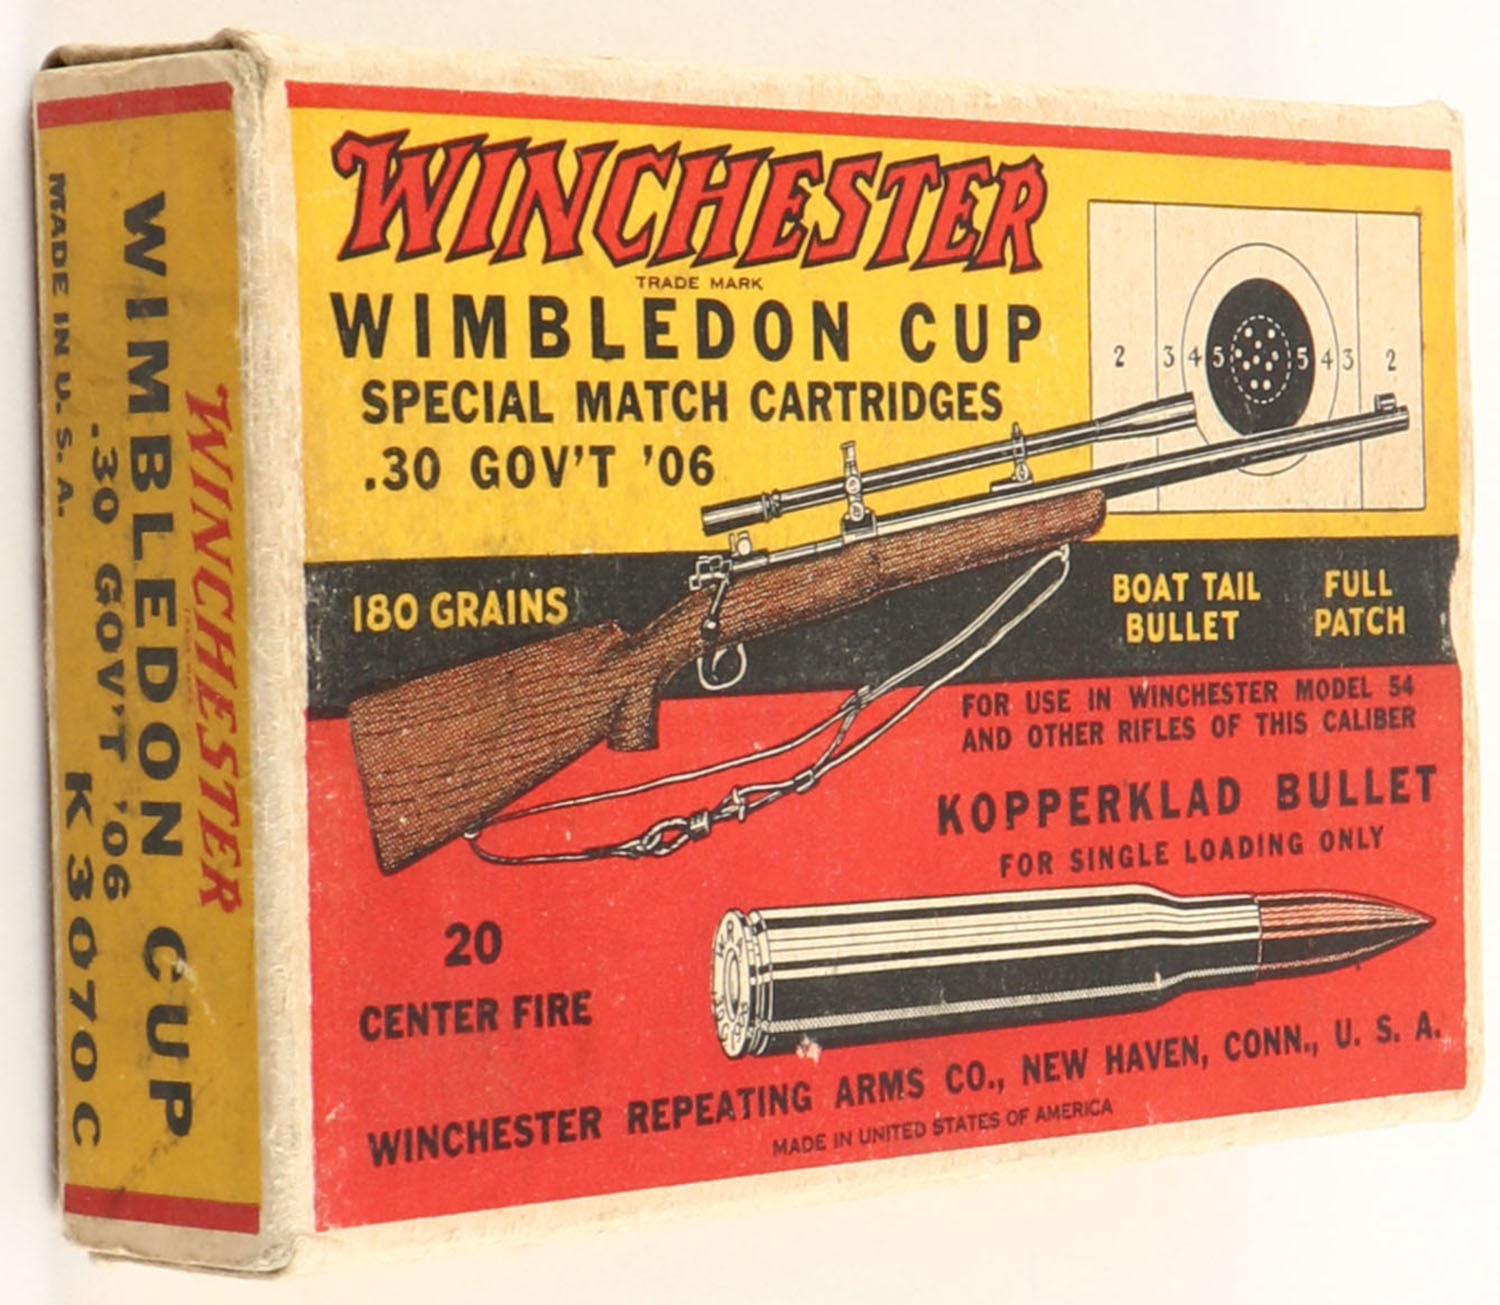 WINCHESTER
TRADE MARK
WIMBLEDON CUP
SPECIAL MATCH CARTRIDGES
.30 GOV'T '06
2 3 4 5 5 4 3 2
180 GRAINS
BOAT TAIL
BULLET
FULL
PATCH
FOR USE IN WINCHESTER MODEL 54
AND OTHER RIFLES OF THIS CALIBER
KOPPERKLAD BULLET
FOR SINGLE LOADING ONLY
20
CENTER FIRE
WINCHESTER REPEATING ARMS CO., NEW HAVEN, CONN., U. S. A.
MADE IN UNITED STATES OF AMERICA
WINCHESTER
WIMBLEDON CUP
.30 GOV'T '06
K 3070 C
MADE IN U. S. A.